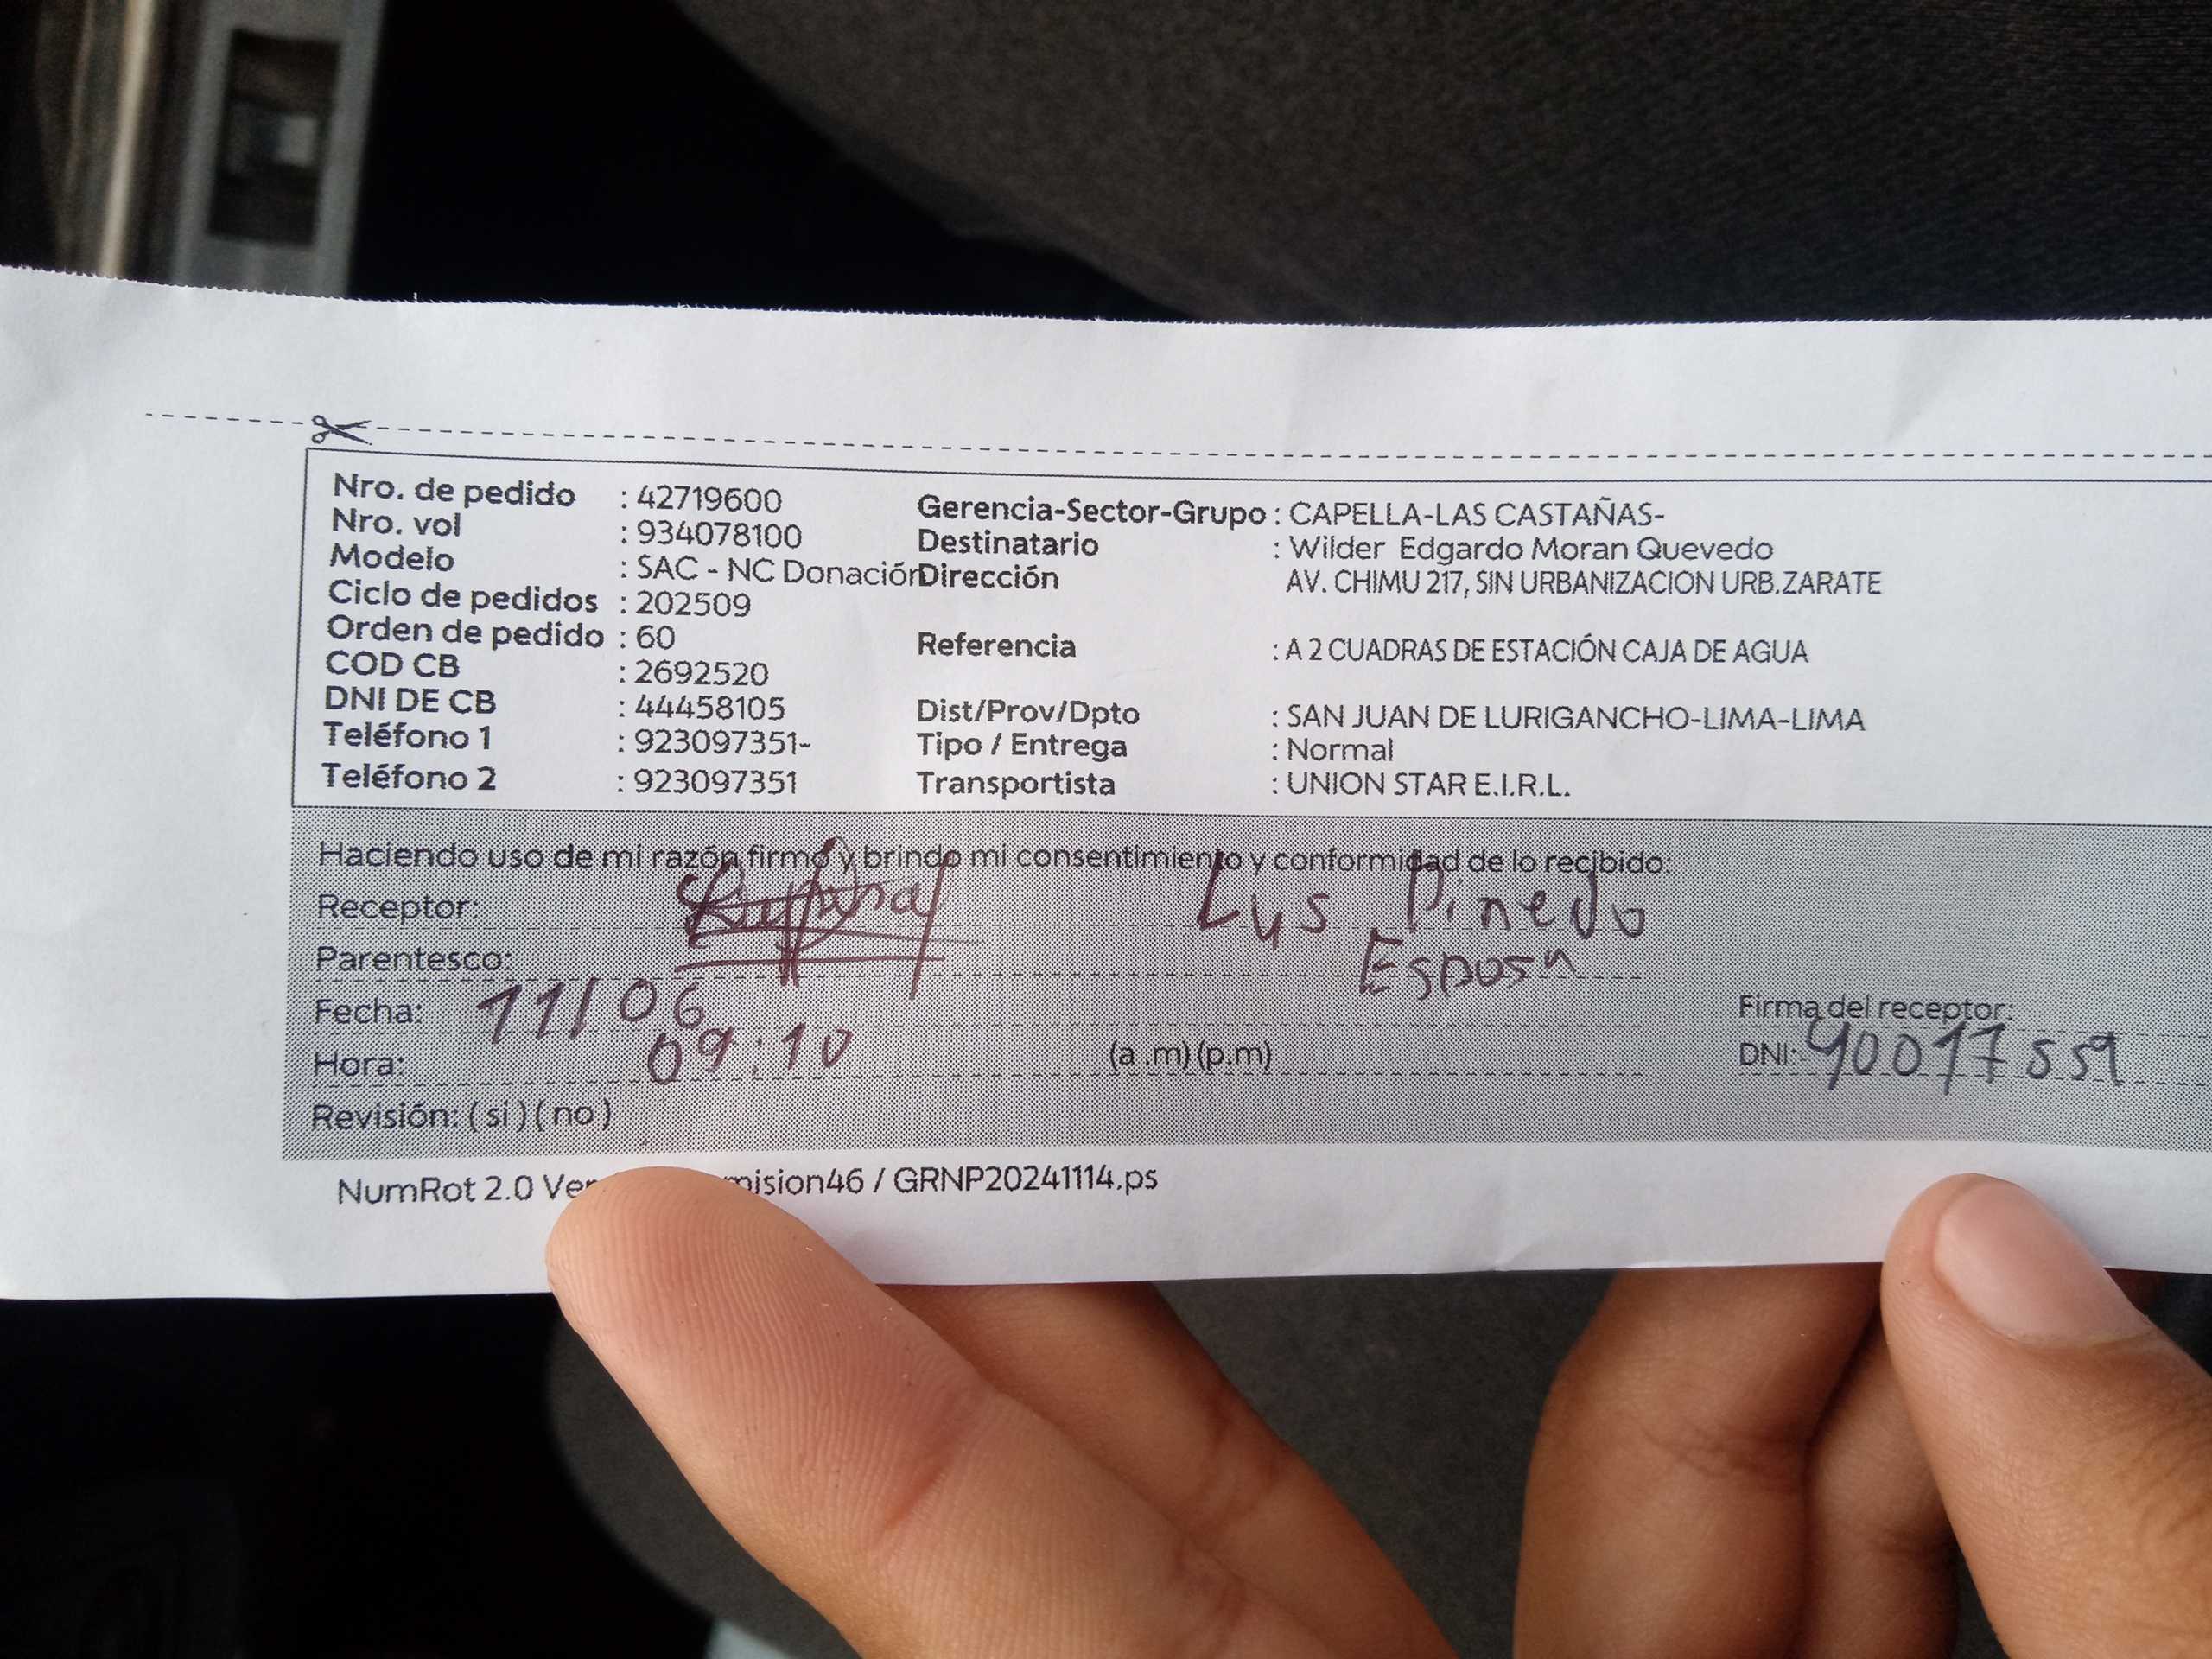 Nro. de pedido : 42719600
Nro. vol : 934078100
Modelo : SAC - NC Donación
Ciclo de pedidos : 202509
Orden de pedido : 60
COD CB : 2692520
DNI DE CB : 44458105
Teléfono 1 : 923097351-
Teléfono 2 : 923097351
Gerencia-Sector-Grupo : CAPELLA-LAS CASTAÑAS-
Destinatario : Wilder Edgardo Moran Quevedo
Dirección AV. CHIMU 217, SIN URBANIZACION URB.ZARATE
Referencia : A 2 CUADRAS DE ESTACIÓN CAJA DE AGUA
Dist/Prov/Dpto : SAN JUAN DE LURIGANCHO-LIMA-LIMA
Tipo / Entrega : Normal
Transportista : UNION STAR E.I.R.L.
Haciendo uso de mi razón firmo y brindo mi consentimiento y conformidad de lo recibido:
Receptor: Lys Pinedo
Parentesco: Esposa
Fecha: 11/06
Hora: 09:10 (a .m) (p.m)
Revisión: ( si ) ( no )
Firma del receptor:
DNI: 40017559
NumRot 2.0 / GRNP20241114.ps